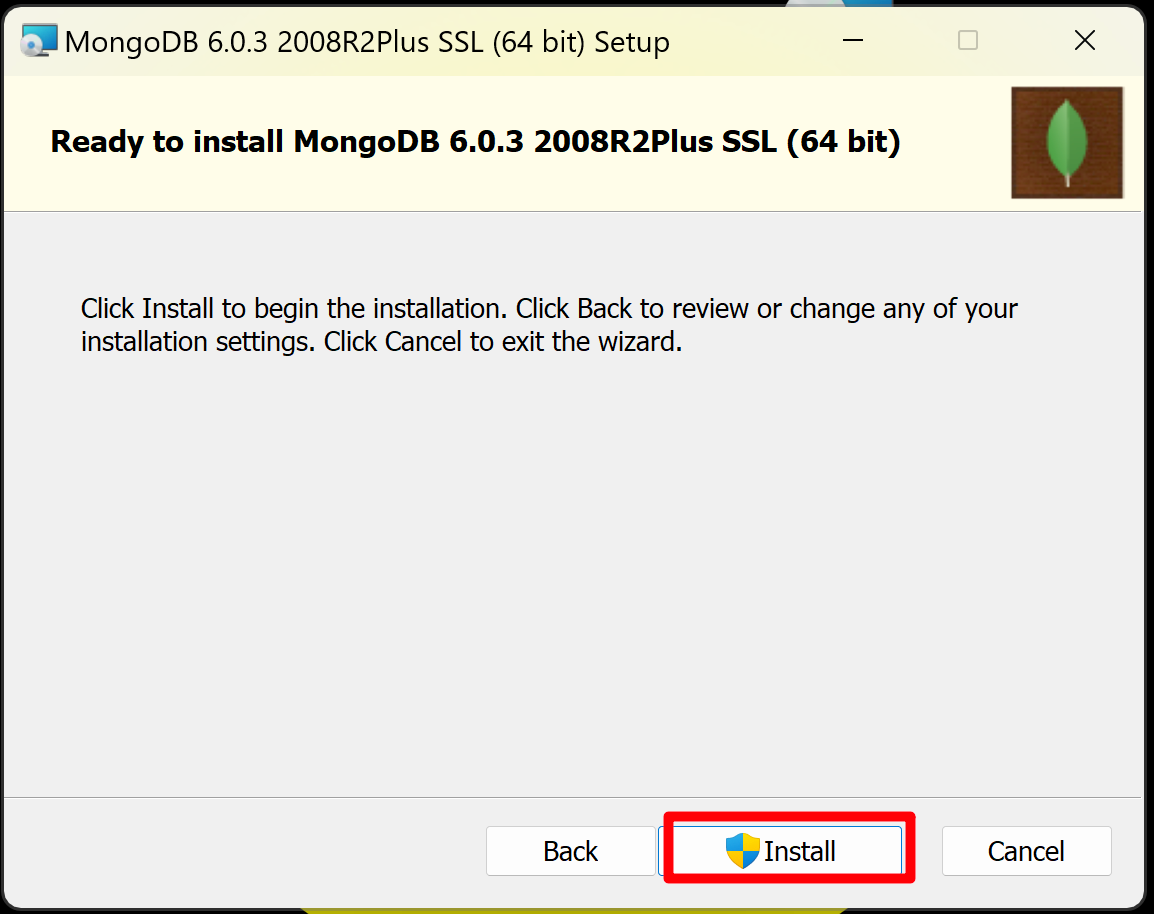 MongoDB 6.0.3 2008R2Plus SSL (64 bit) Setup
Ready to install MongoDB 6.0.3 2008R2Plus SSL (64 bit)
Click Install to begin the installation. Click Back to review or change any of your
installation settings. Click Cancel to exit the wizard.
Back Install Cancel